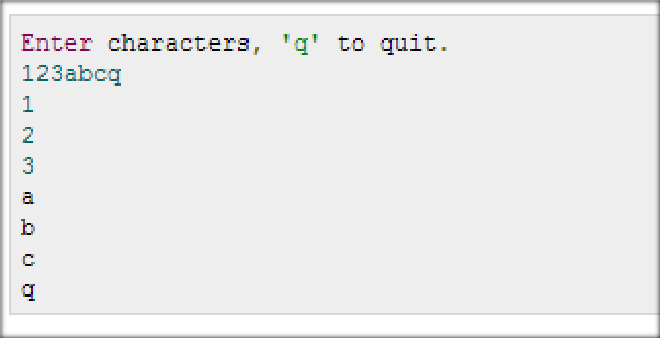 Enter characters, 'q' to quit.
123abcq
1
2
3
a
b
c
q